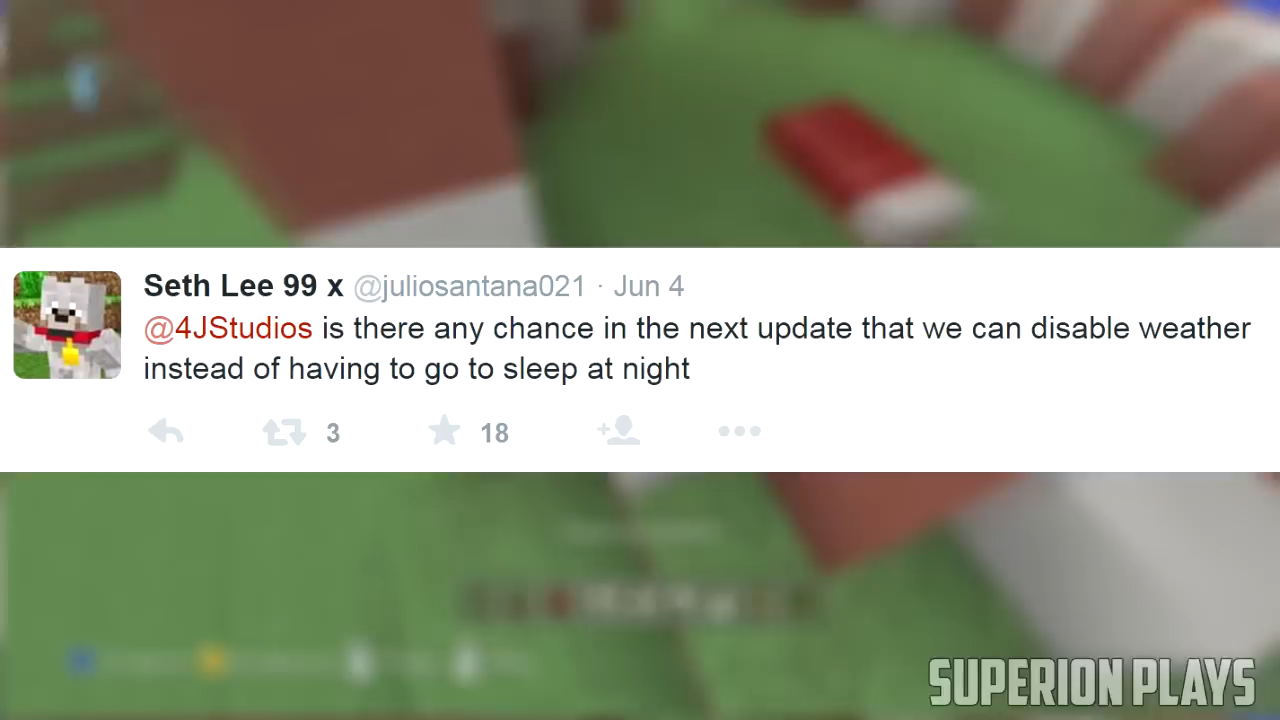 Seth Lee 99 x @juliosantana021 · Jun 4
@4JStudios is there any chance in the next update that we can disable weather
instead of having to go to sleep at night
3 18
SUPERION PLAYS